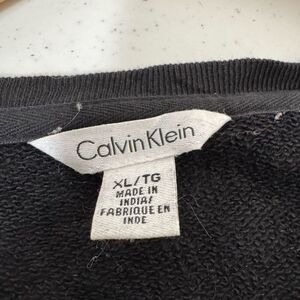 Calvin Klein
XL/TG
MADE IN
INDIA/
FABRIQUE EN
INDE